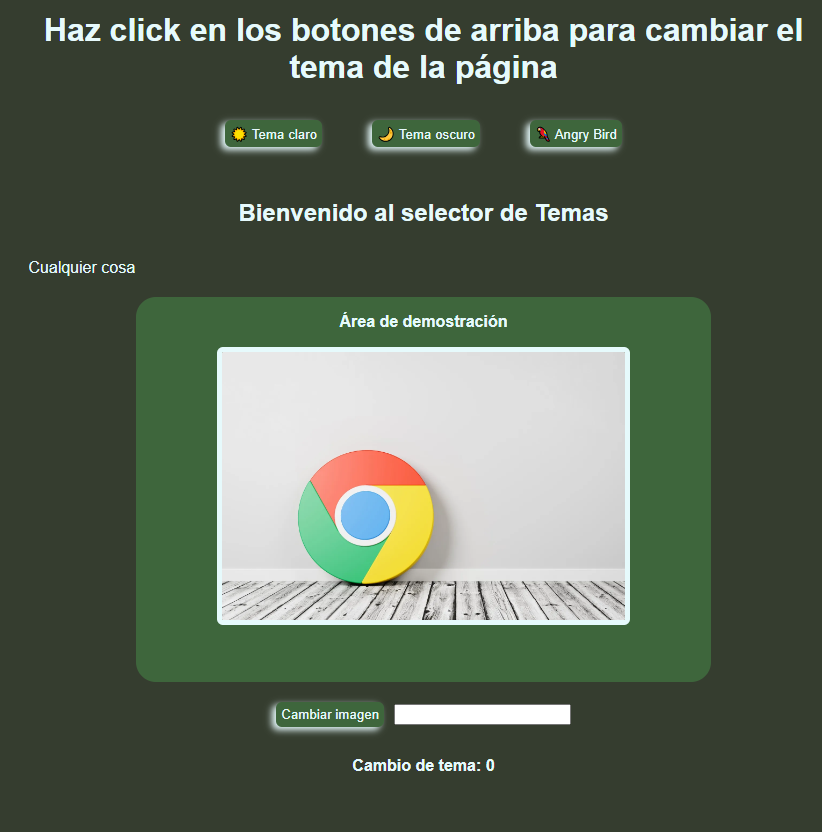 Haz click en los botones de arriba para cambiar el
tema de la página
Tema claro
Tema oscuro
Angry Bird
Bienvenido al selector de Temas
Cualquier cosa
Área de demostración
Cambiar imagen
Cambio de tema: 0